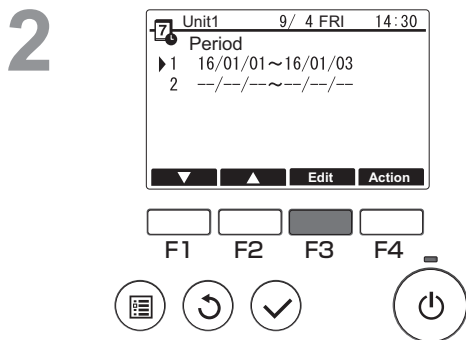 2
7 Unit1 9/ 4 FRI 14:30
Period
1 16/01/01~16/01/03
2 --/--/--~--/--/--
▼ ▲ Edit Action
F1 F2 F3 F4